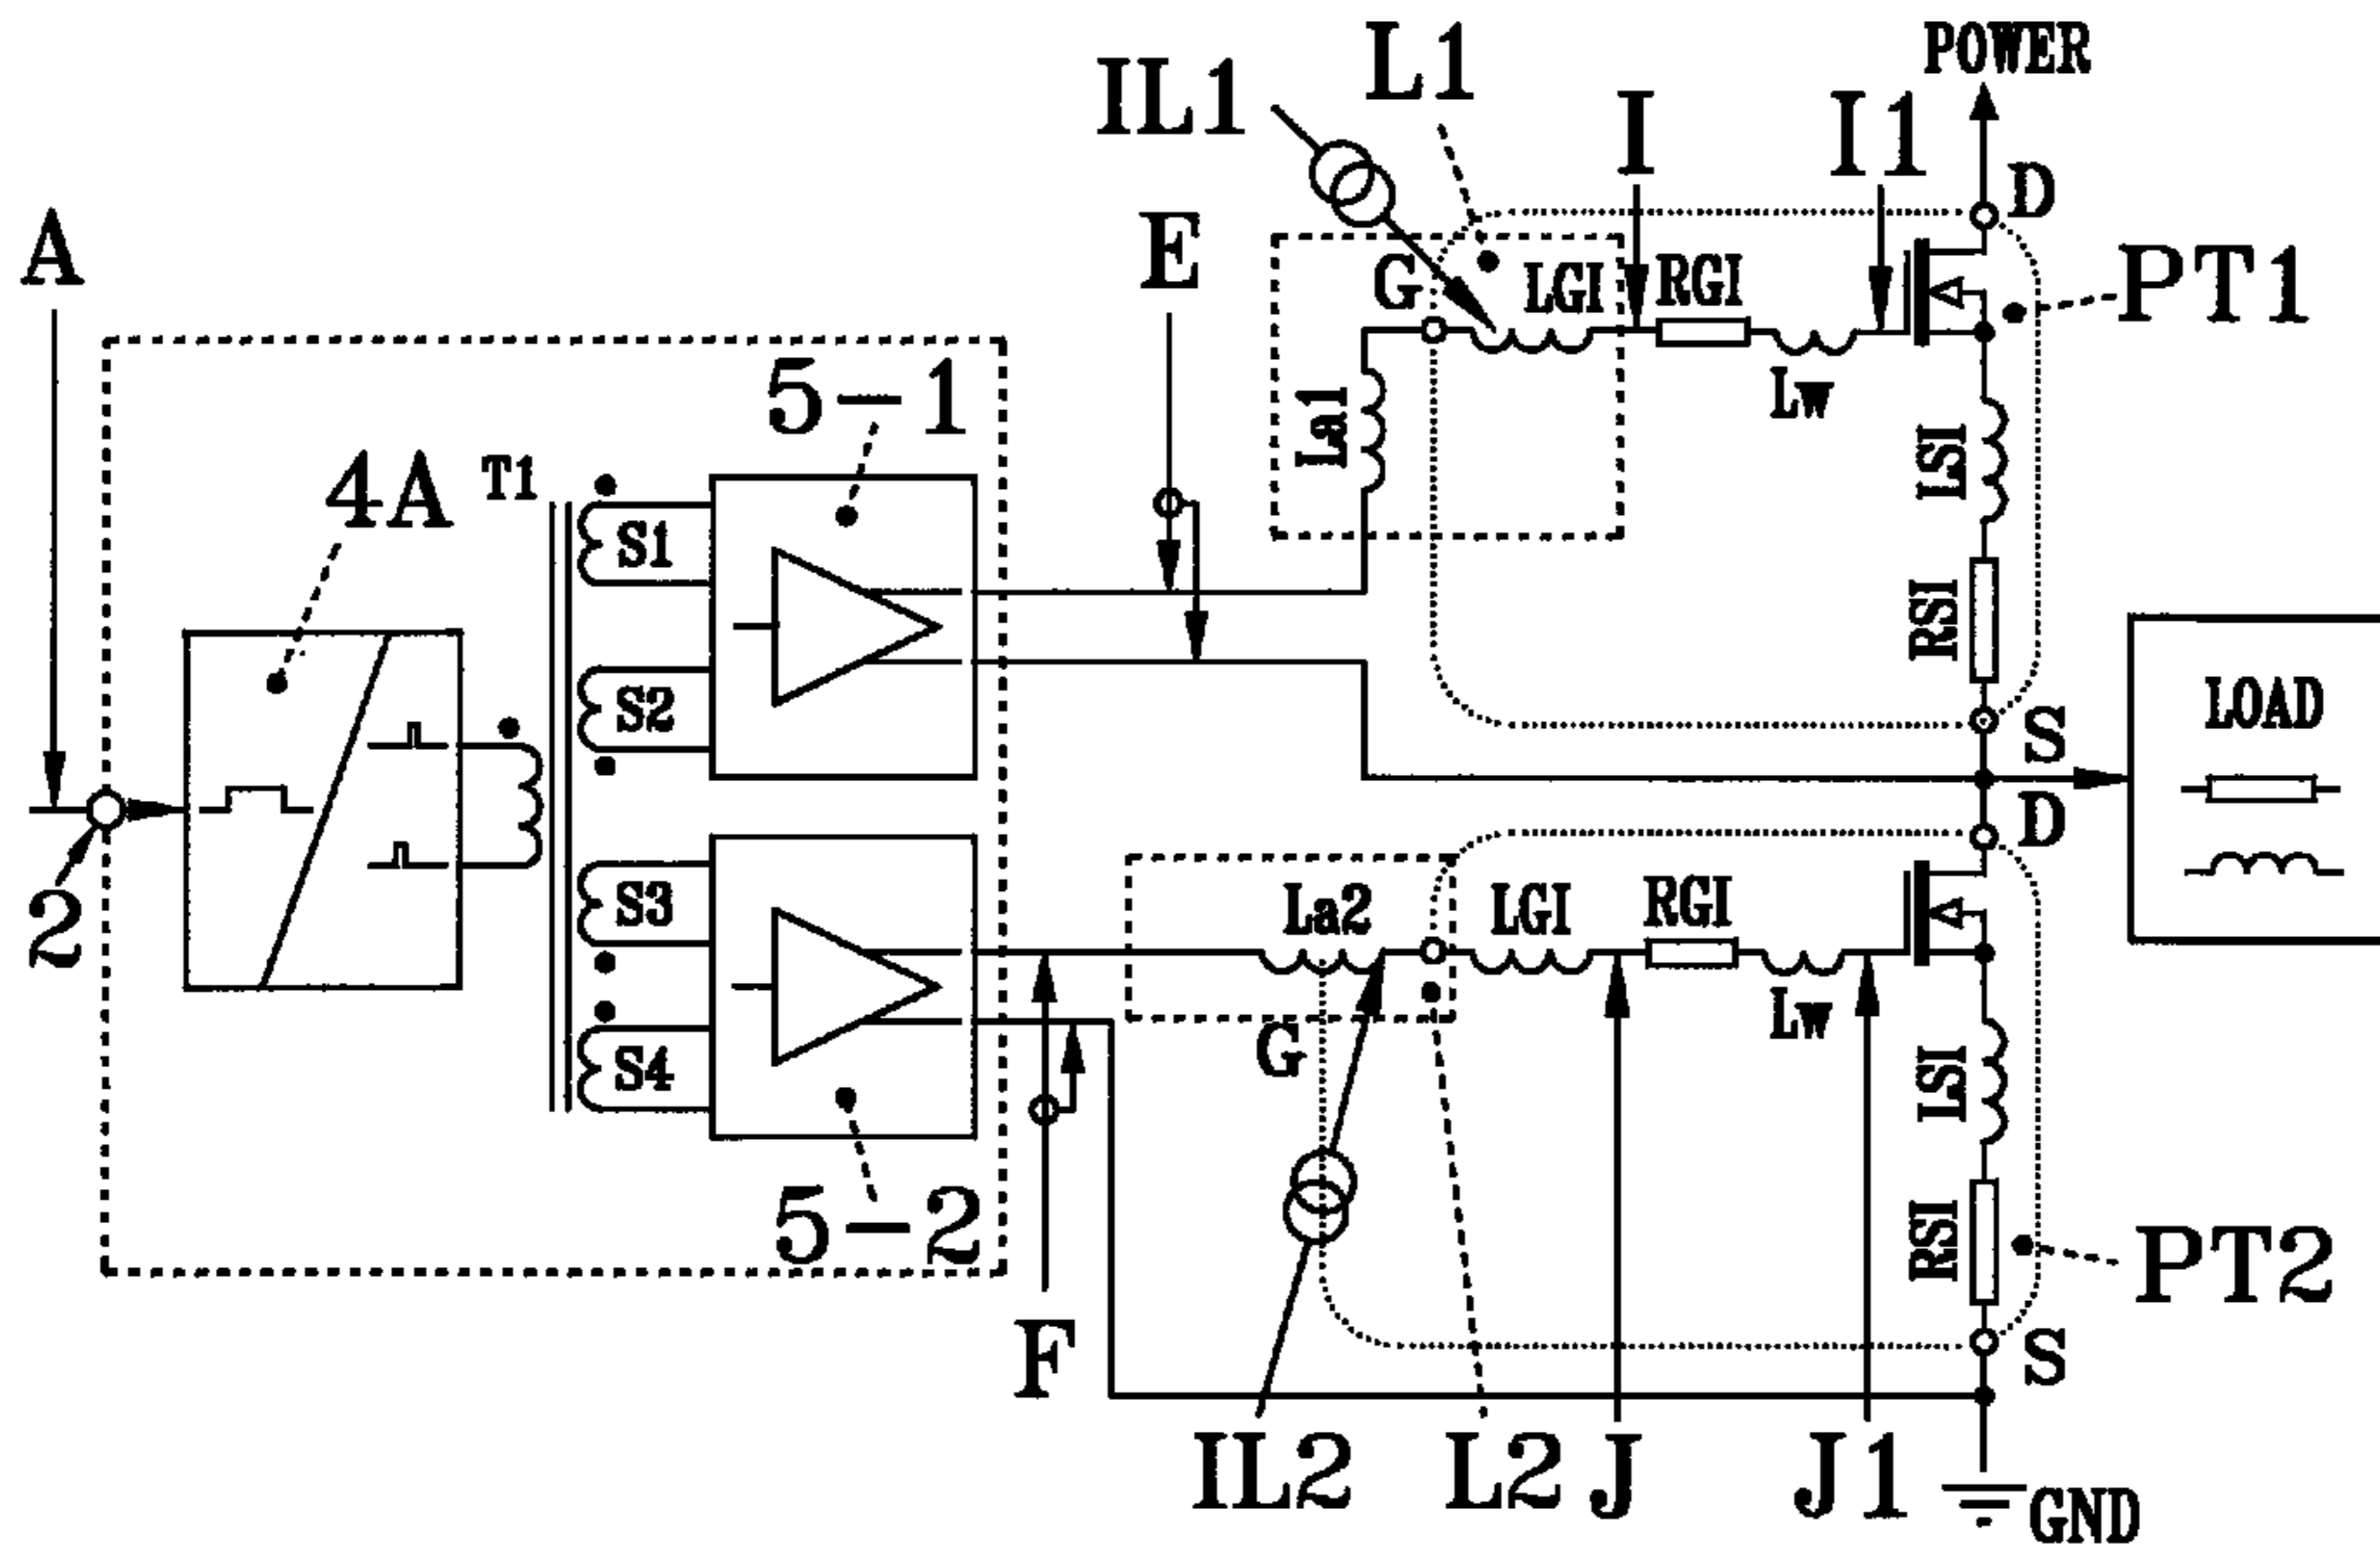 POWER
L1
IL1
I
I1
D
A
E
G
LGI
RGI
PT1
5-1
La1
Lw
4A
T1
LSI
S1
RSI
S2
S
LOAD
D
2
S3
La2
LGI
RGI
S4
G
Lw
LSI
5-2
RSI
PT2
F
S
IL2
L2
J
J1
GND